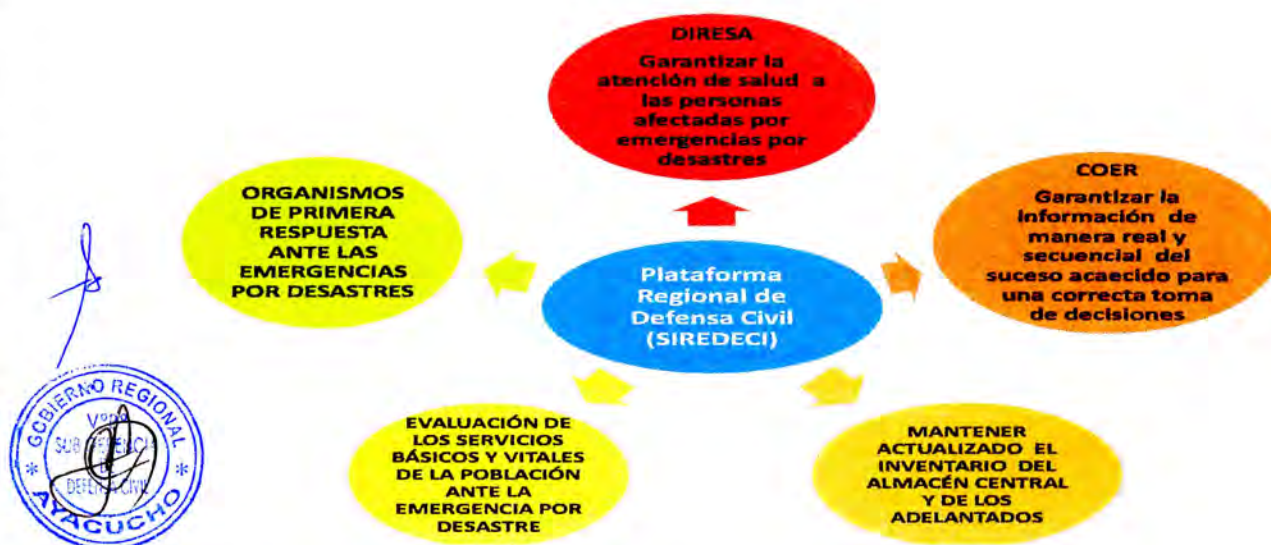 DIRESA
Garantizar la
atención de salud a
las personas
afectadas por
emergencias por
desastres
ORGANISMOS
DE PRIMERA
RESPUESTA
ANTE LAS
EMERGENCIAS
POR DESASTRES
COER
Garantizar la
información de
manera real y
secuencial del
suceso acaecido para
una correcta toma
de decisiones
Plataforma
Regional de
Defensa Civil
(SIREDECI)
EVALUACIÓN DE
LOS SERVICIOS
BÁSICOS Y VITALES
DE LA POBLACIÓN
ANTE LA
EMERGENCIA POR
DESASTRE
MANTENER
ACTUALIZADO EL
INVENTARIO DEL
ALMACÉN CENTRAL
Y DE LOS
ADELANTADOS
GOBIERNO REGIONAL
DEFENSA CIVIL
AYACUCHO